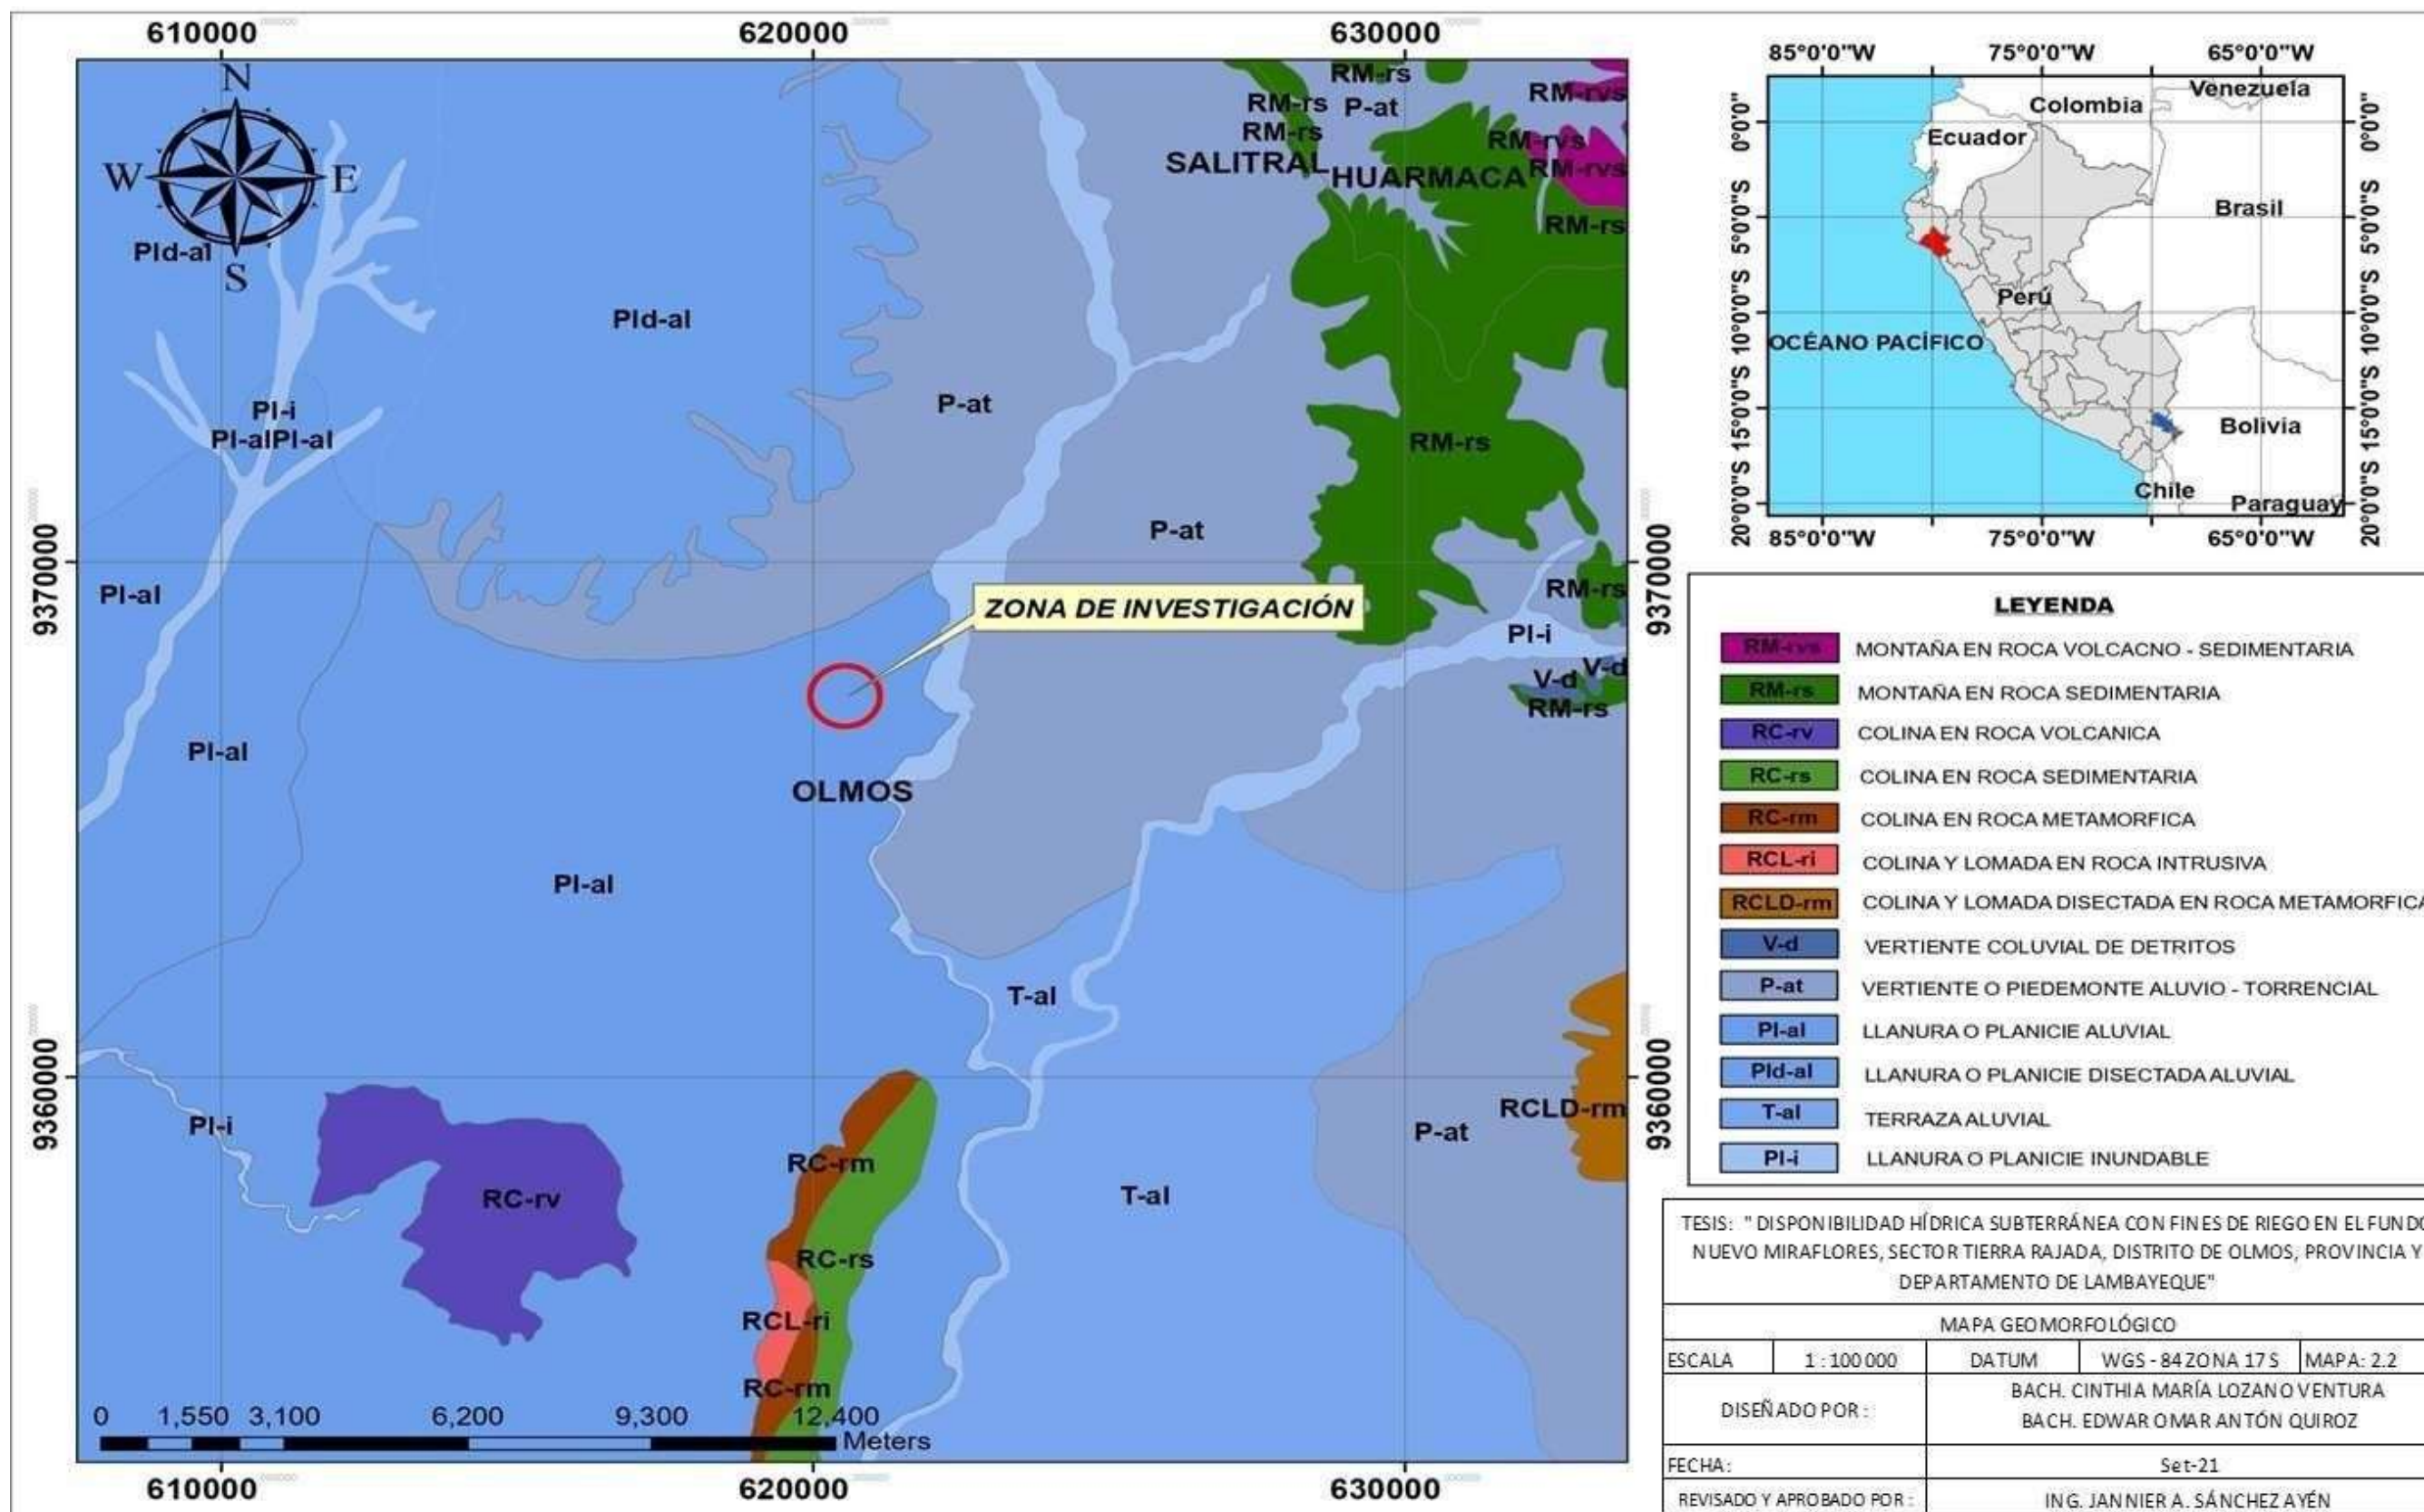 610000
620000
630000
N
W
E
S
Pld-al
Pld-al
Pl-i
Pl-alPl-al
P-at
P-at
RM-rs
RM-rs
P-at
RM-rs
RM-rvs
RM-rvs
RM-rvs
SALITRAL
HUARMACA
RM-rs
RM-rs
9370000
9370000
Pl-al
ZONA DE INVESTIGACIÓN
RM-rs
Pl-i
V-d
V-d
RM-rs
Pl-al
OLMOS
Pl-al
T-al
9360000
9360000
Pl-i
RC-rv
RC-rm
RC-rs
RCL-ri
RC-rm
T-al
P-at
RCLD-rm
0
1,550
3,100
6,200
9,300
12,400
Meters
610000
620000
630000
85°0'0"W
75°0'0"W
65°0'0"W
0°0'0"
5°0'0"S
10°0'0"S
15°0'0"S
20°0'0"S
Colombia
Venezuela
Ecuador
Brasil
Perú
OCÉANO PACÍFICO
Bolivia
Chile
Paraguay
0°0'0"
5°0'0"S
10°0'0"S
15°0'0"S
20°0'0"S
85°0'0"W
75°0'0"W
65°0'0"W
LEYENDA
RM-rvs MONTAÑA EN ROCA VOLCACNO - SEDIMENTARIA
RM-rs MONTAÑA EN ROCA SEDIMENTARIA
RC-rv COLINA EN ROCA VOLCANICA
RC-rs COLINA EN ROCA SEDIMENTARIA
RC-rm COLINA EN ROCA METAMORFICA
RCL-ri COLINA Y LOMADA EN ROCA INTRUSIVA
RCLD-rm COLINA Y LOMADA DISECTADA EN ROCA METAMORFICA
V-d VERTIENTE COLUVIAL DE DETRITOS
P-at VERTIENTE O PIEDEMONTE ALUVIO - TORRENCIAL
Pl-al LLANURA O PLANICIE ALUVIAL
Pld-al LLANURA O PLANICIE DISECTADA ALUVIAL
T-al TERRAZA ALUVIAL
Pl-i LLANURA O PLANICIE INUNDABLE
TESIS: " DISPONIBILIDAD HÍDRICA SUBTERRÁNEA CON FINES DE RIEGO EN EL FUNDO
NUEVO MIRAFLORES, SECTOR TIERRA RAJADA, DISTRITO DE OLMOS, PROVINCIA Y
DEPARTAMENTO DE LAMBAYEQUE"
MAPA GEOMORFOLÓGICO
ESCALA 1 : 100 000 DATUM WGS - 84 ZONA 17 S MAPA: 2.2
DISEÑADO POR :
BACH. CINTHIA MARÍA LOZANO VENTURA
BACH. EDWAR OMAR ANTÓN QUIROZ
FECHA: Set-21
REVISADO Y APROBADO POR : ING. JANNIER A. SÁNCHEZ AYÉN